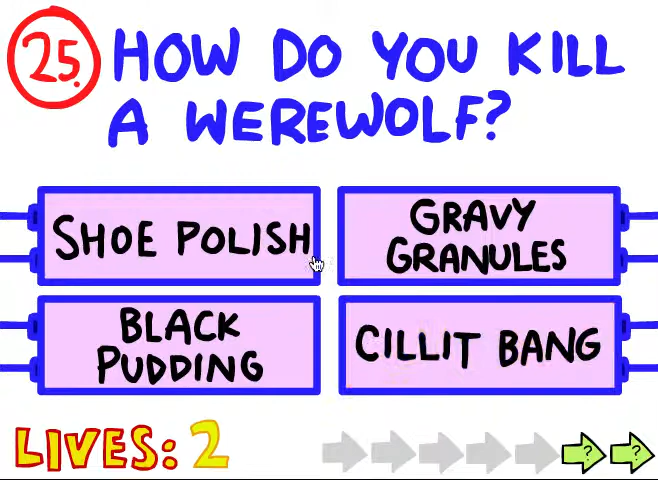 25.
HOW DO YOU KILL
A WEREWOLF?
SHOE POLISH
GRAVY
GRANULES
BLACK
PUDDING
CILLIT BANG
LIVES: 2
? ?